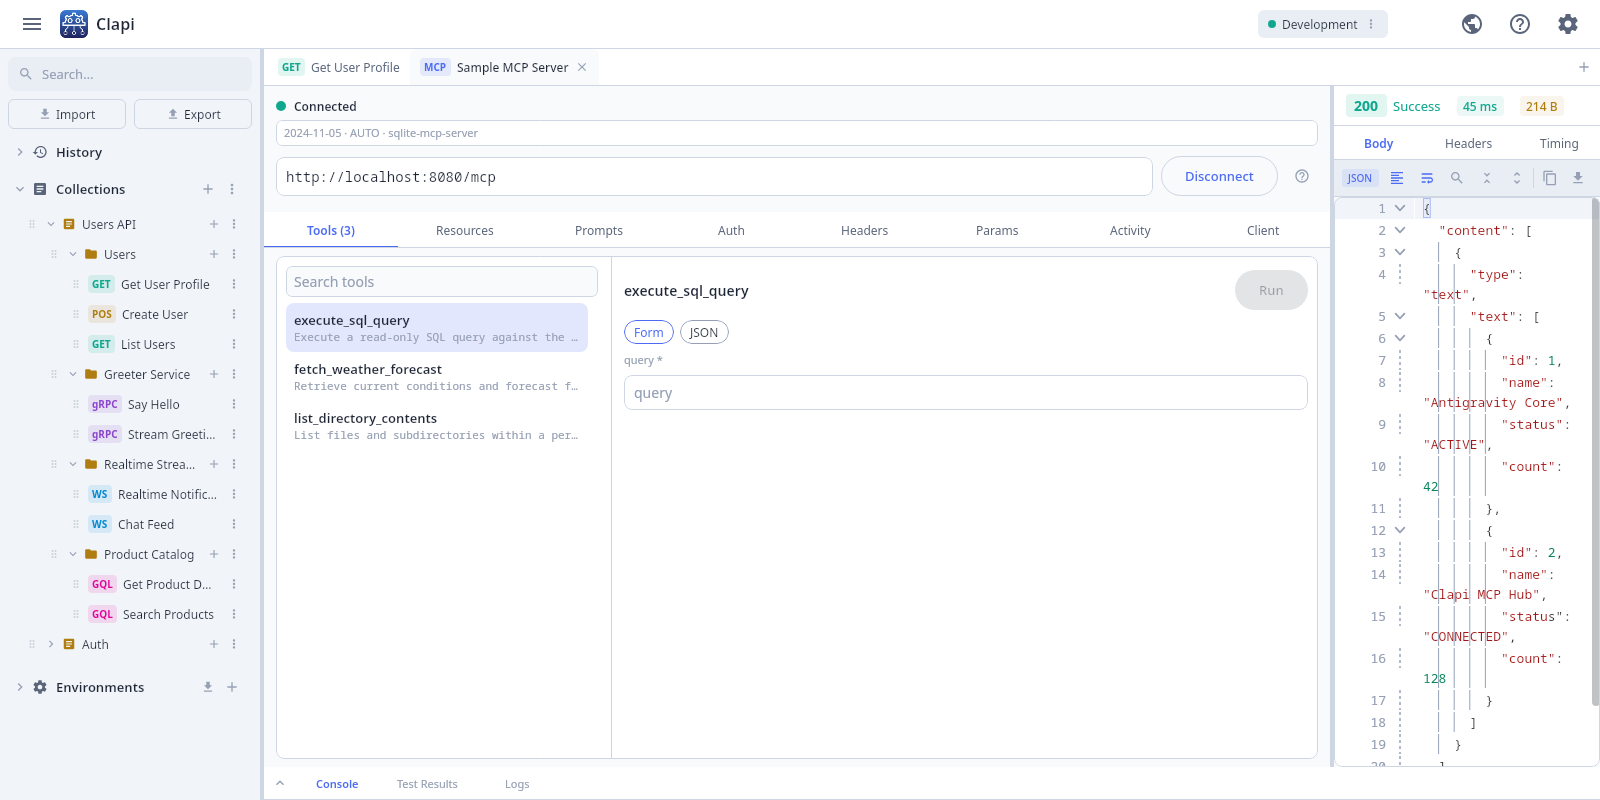 Clapi
Development
Search...
Import
Export
History
Collections
Users API
Users
GET Get User Profile
POS Create User
GET List Users
Greeter Service
gRPC Say Hello
gRPC Stream Greeti...
Realtime Strea...
WS Realtime Notific...
WS Chat Feed
Product Catalog
GQL Get Product D...
GQL Search Products
Auth
Environments
GET Get User Profile
MCP Sample MCP Server
Connected
2024-11-05 · AUTO · sqlite-mcp-server
http://localhost:8080/mcp
Disconnect
Tools (3)
Resources
Prompts
Auth
Headers
Params
Activity
Client
Search tools
execute_sql_query
Execute a read-only SQL query against the …
fetch_weather_forecast
Retrieve current conditions and forecast f…
list_directory_contents
List files and subdirectories within a per…
execute_sql_query
Run
Form
JSON
query *
query
Console
Test Results
Logs
200 Success
45 ms
214 B
Body
Headers
Timing
JSON
1 {
2 "content": [
3 {
4 "type":
"text",
5 "text": [
6 {
7 "id": 1,
8 "name":
"Antigravity Core",
9 "status":
"ACTIVE",
10 "count":
42
11 },
12 {
13 "id": 2,
14 "name":
"Clapi MCP Hub",
15 "status":
"CONNECTED",
16 "count":
128
17 }
18 ]
19 }
20 ]